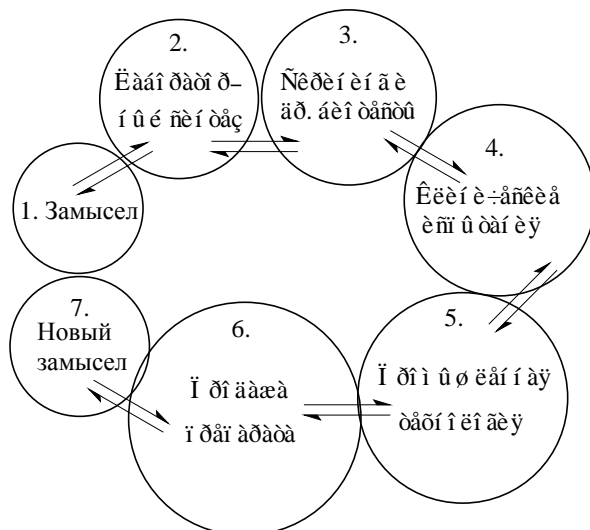 1. Замысел
2.
Ëàáî ðàòî ð–
í û é ñèí òåç
3.
Ñêðèí èí ã è
äð. áèî òåñòû
4.
Êëèí è÷åñêèå
èñï û òàí èÿ
5.
Ï ðî ì û ø ëåí í àÿ
òåõí î ëî ãèÿ
6.
Ï ðî äàæà
ï ðåï àðàòà
7.
Новый
замысел